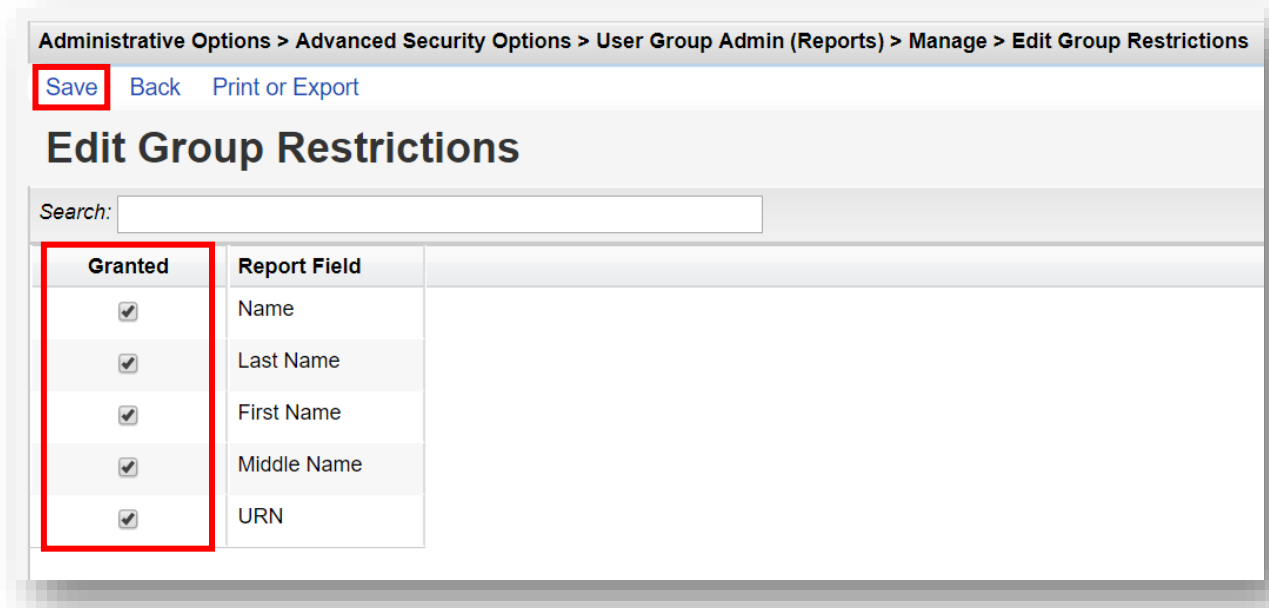 Administrative Options > Advanced Security Options > User Group Admin (Reports) > Manage > Edit Group Restrictions
Save Back Print or Export
Edit Group Restrictions
Search:
Granted Report Field
Name
Last Name
First Name
Middle Name
URN